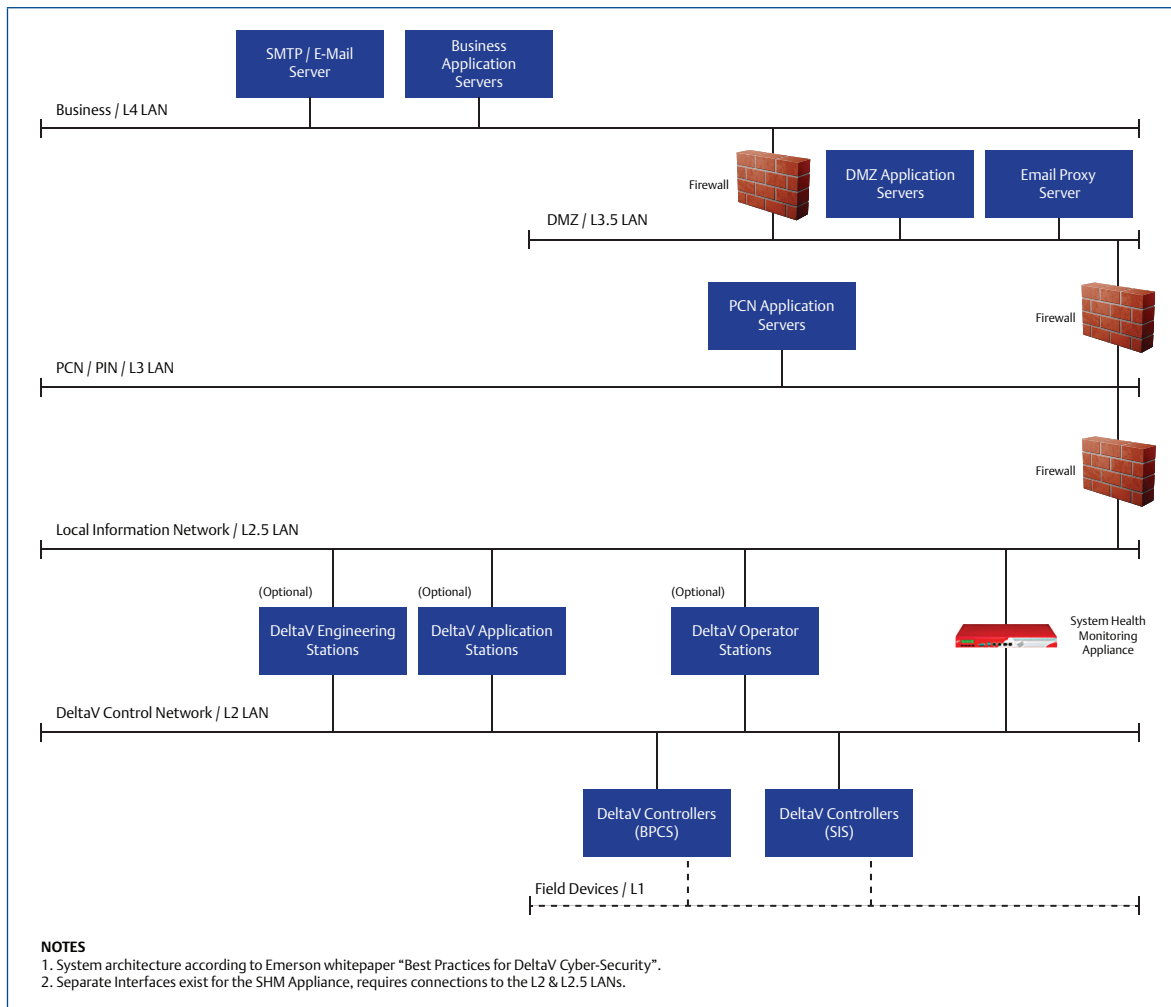 SMTP / E-Mail
Server
Business
Application
Servers
Business / L4 LAN
Firewall
DMZ Application
Servers
Email Proxy
Server
DMZ / L3.5 LAN
PCN Application
Servers
Firewall
PCN / PIN / L3 LAN
Firewall
Local Information Network / L2.5 LAN
(Optional)
(Optional)
(Optional)
DeltaV Engineering
Stations
DeltaV Application
Stations
DeltaV Operator
Stations
System Health
Monitoring
Appliance
DeltaV Control Network / L2 LAN
DeltaV Controllers
(BPCS)
DeltaV Controllers
(SIS)
Field Devices / L1
NOTES
1. System architecture according to Emerson whitepaper “Best Practices for DeltaV Cyber-Security”.
2. Separate Interfaces exist for the SHM Appliance, requires connections to the L2 & L2.5 LANs.